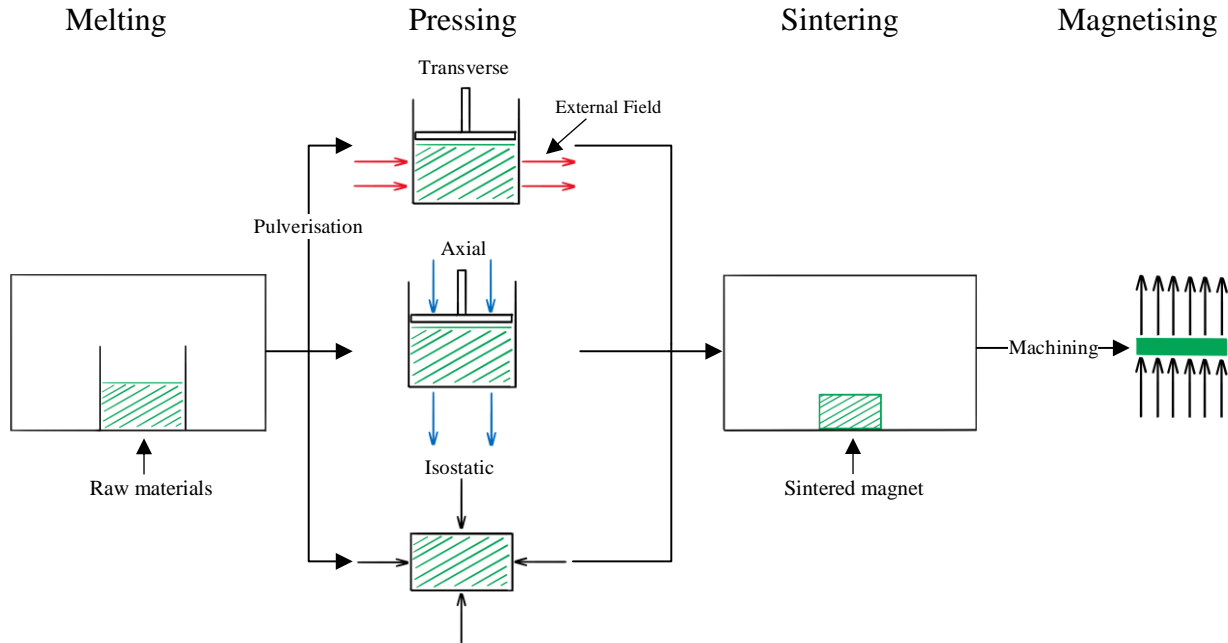 Melting
Pressing
Sintering
Magnetising
Transverse
External Field
Pulverisation
Axial
Machining
Isostatic
Raw materials
Sintered magnet